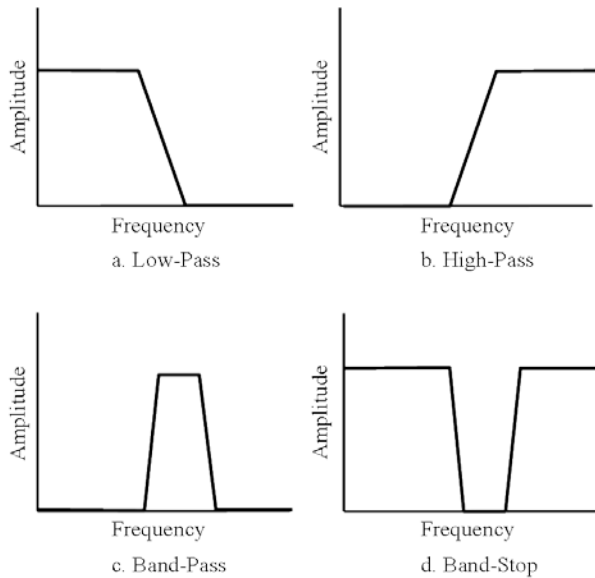 Amplitude
Frequency
a. Low-Pass
Amplitude
Frequency
b. High-Pass
Amplitude
Frequency
c. Band-Pass
Amplitude
Frequency
d. Band-Stop